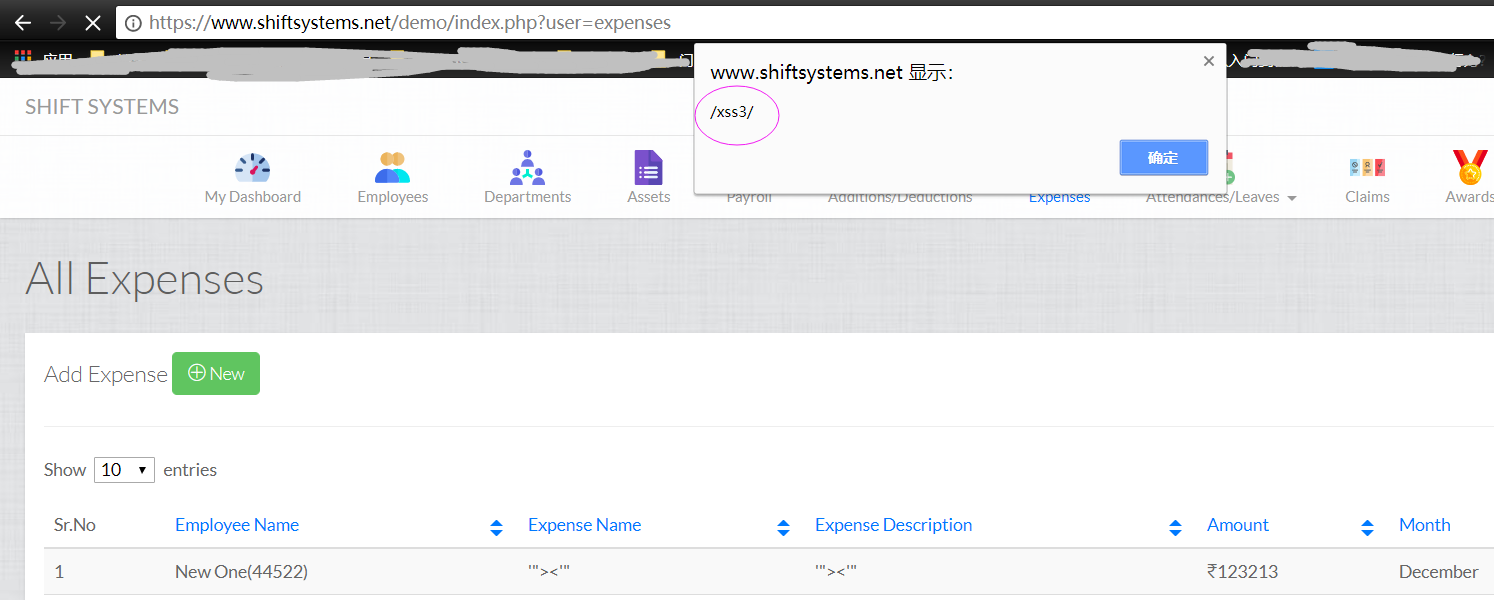 https://www.shiftsystems.net/demo/index.php?user=expenses
应用
www.shiftsystems.net 显示：
/xss3/
确定
SHIFT SYSTEMS
My Dashboard
Employees
Departments
Assets
Payroll
Additions/Deductions
Expenses
Attendances/Leaves
Claims
Awards
All Expenses
Add Expense New
Show 10 entries
Sr.No Employee Name Expense Name Expense Description Amount Month
1 New One(44522) '"><'" '"><'" ₹123213 December